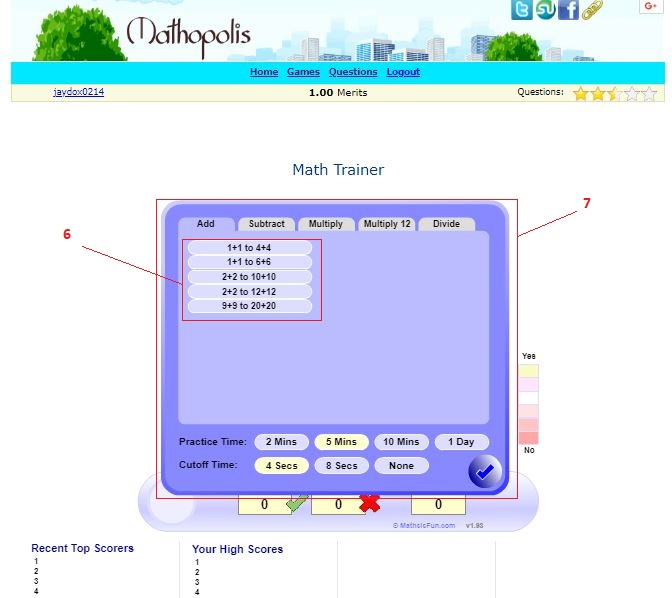 Mathopolis
G+
Home Games Questions Logout
jaydox0214 1.00 Merits Questions:
Math Trainer
7
6
Add Subtract Multiply Multiply 12 Divide
1+1 to 4+4
1+1 to 6+6
2+2 to 10+10
2+2 to 12+12
9+9 to 20+20
Yes
No
Practice Time: 2 Mins 5 Mins 10 Mins 1 Day
Cutoff Time: 4 Secs 8 Secs None
0 0 0
© MathsIsFun.com v1.93
Recent Top Scorers Your High Scores
1 1
2 2
3 3
4 4